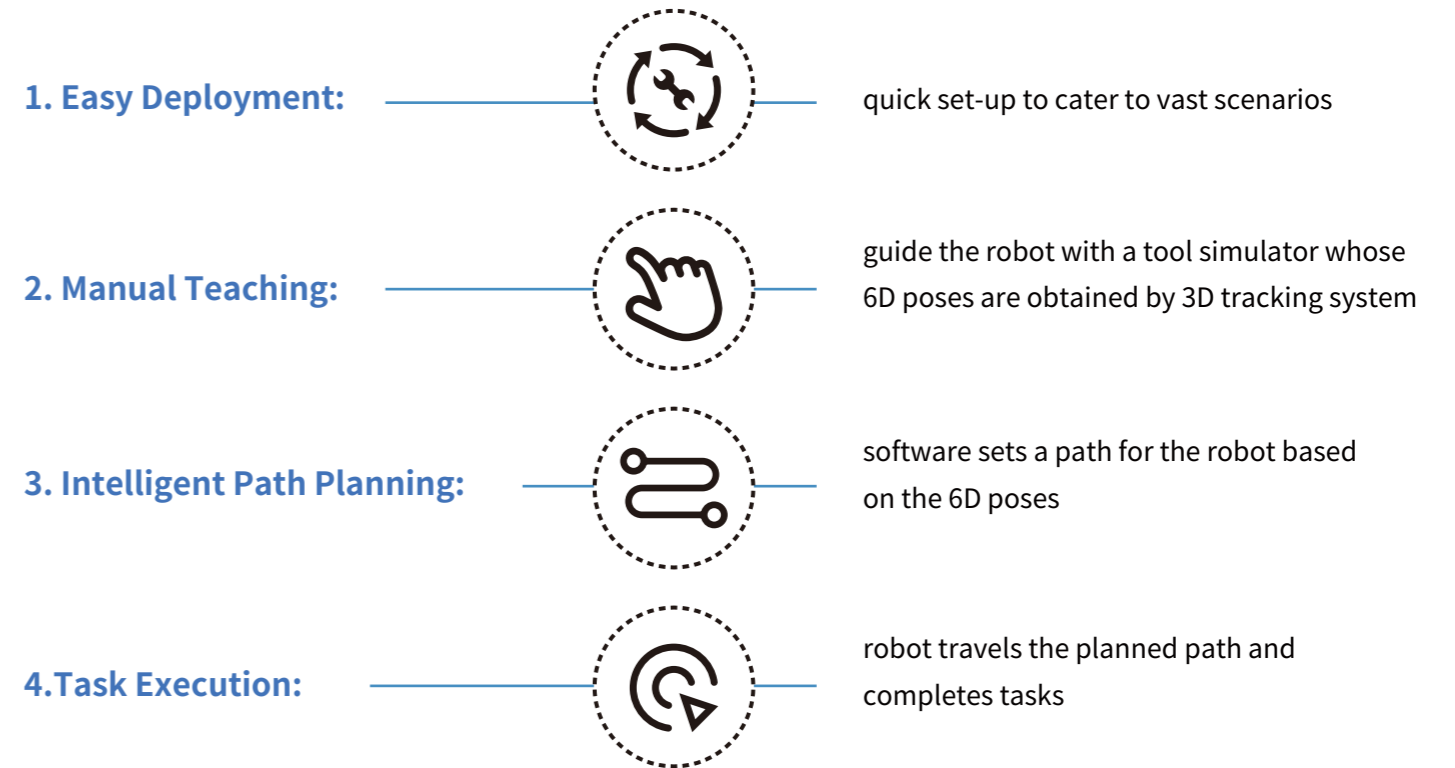 1. Easy Deployment:
quick set-up to cater to vast scenarios
2. Manual Teaching:
guide the robot with a tool simulator whose
6D poses are obtained by 3D tracking system
3. Intelligent Path Planning:
software sets a path for the robot based
on the 6D poses
4.Task Execution:
robot travels the planned path and
completes tasks